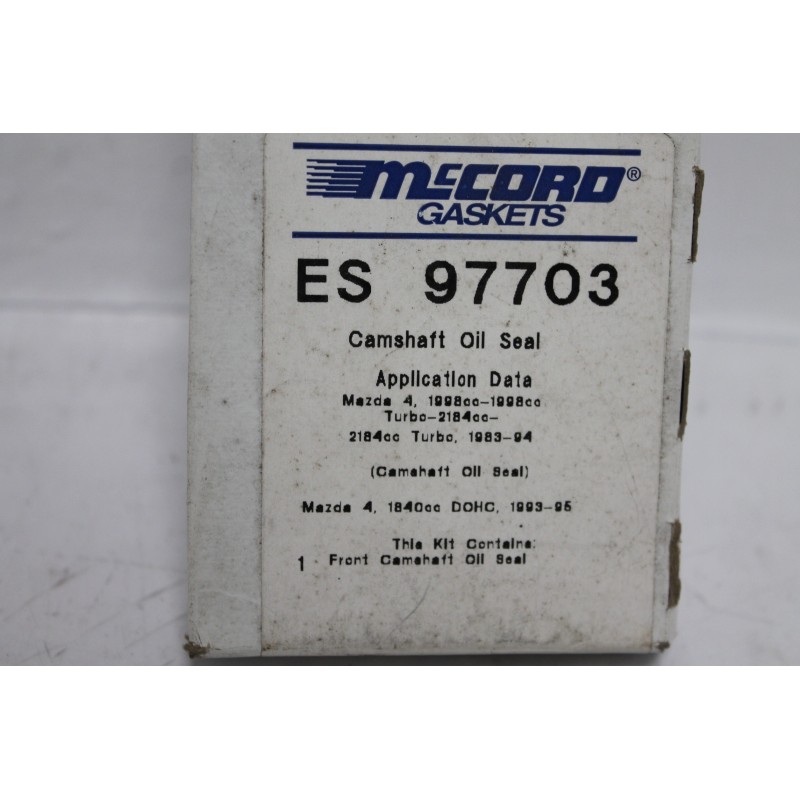 McCORD®
GASKETS
ES 97703
Camshaft Oil Seal
Application Data
Mazda 4, 1998cc-1998cc
Turbo-2184cc-
2184cc Turbo, 1983-94
(Camshaft Oil Seal)
Mazda 4, 1840cc DOHC, 1993-95
This Kit Contains:
1 Front Camshaft Oil Seal